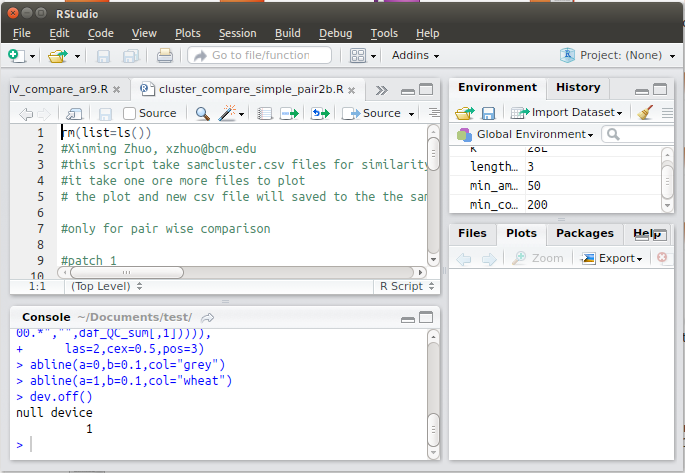 RStudio
File Edit Code View Plots Session Build Debug Tools Help
Go to file/function Addins Project: (None)
IV_compare_ar9.R cluster_compare_simple_pair2b.R
Source Source
1 rm(list=ls())
2 #Xinming Zhuo, xzhuo@bcm.edu
3 #this script take samcluster.csv files for similarity
4 #it take one ore more files to plot
5 # the plot and new csv file will saved to the the sam
6
7 #only for pair wise comparison
8
9 #patch 1
10
1:1 (Top Level) R Script
Console ~/Documents/test/
00.*","",daf_QC_sum[,1])))),
+ las=2,cex=0.5,pos=3)
> abline(a=0,b=0.1,col="grey")
> abline(a=1,b=0.1,col="wheat")
> dev.off()
null device
1
>
Environment History
Import Dataset
Global Environment
K 28L
length… 3
min_am… 50
min_co… 200
Files Plots Packages Help
Zoom Export